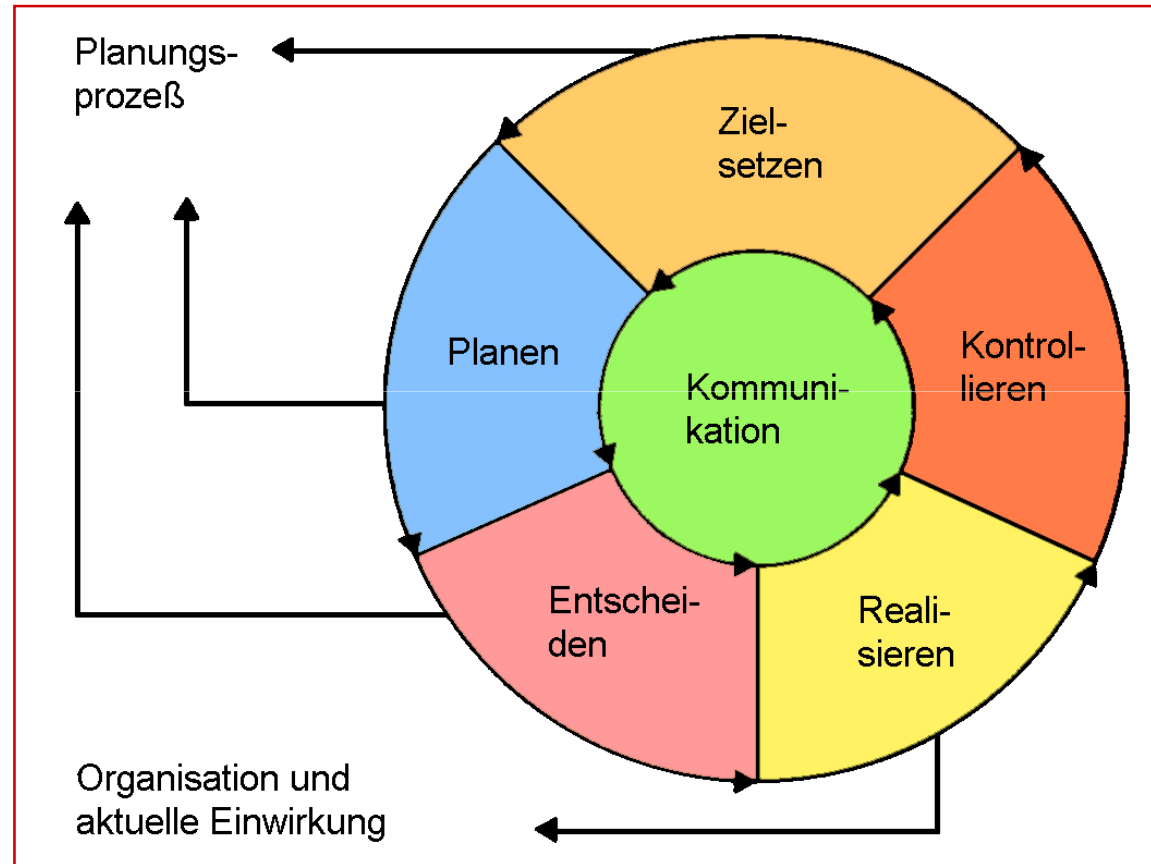 Planungs-
prozeß
Ziel-
setzen
Planen
Kontrol-
lieren
Kommuni-
kation
Entschei-
den
Reali-
sieren
Organisation und
aktuelle Einwirkung